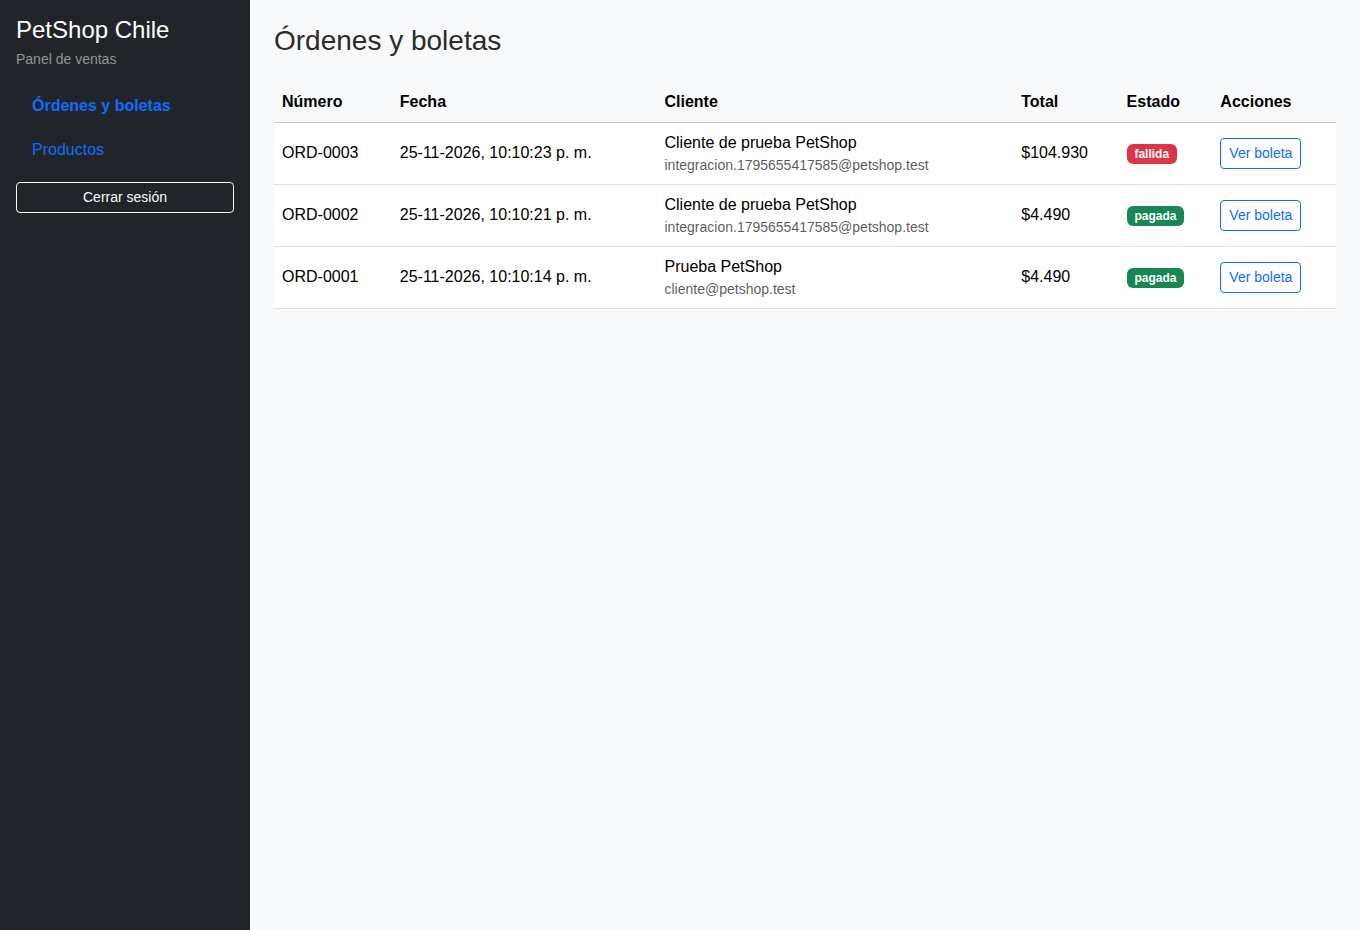 PetShop Chile
Panel de ventas
Órdenes y boletas
Productos
Cerrar sesión
Órdenes y boletas
Número Fecha Cliente Total Estado Acciones
ORD-0003 25-11-2026, 10:10:23 p. m. Cliente de prueba PetShop $104.930 fallida Ver boleta
integracion.1795655417585@petshop.test
ORD-0002 25-11-2026, 10:10:21 p. m. Cliente de prueba PetShop $4.490 pagada Ver boleta
integracion.1795655417585@petshop.test
ORD-0001 25-11-2026, 10:10:14 p. m. Prueba PetShop $4.490 pagada Ver boleta
cliente@petshop.test